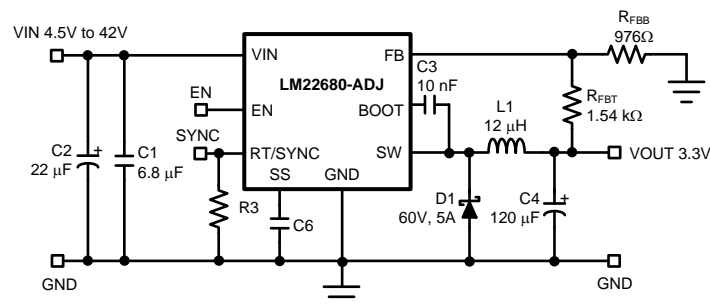 VIN 4.5V to 42V
VIN
FB
RFBB
976Ω
C3
10 nF
LM22680-ADJ
EN
EN
BOOT
L1
12 μH
RFBT
1.54 kΩ
SYNC
RT/SYNC
SW
VOUT 3.3V
C2
22 μF
+
C1
6.8 μF
SS
GND
R3
C6
D1
60V, 5A
C4
120 μF
+
GND
GND